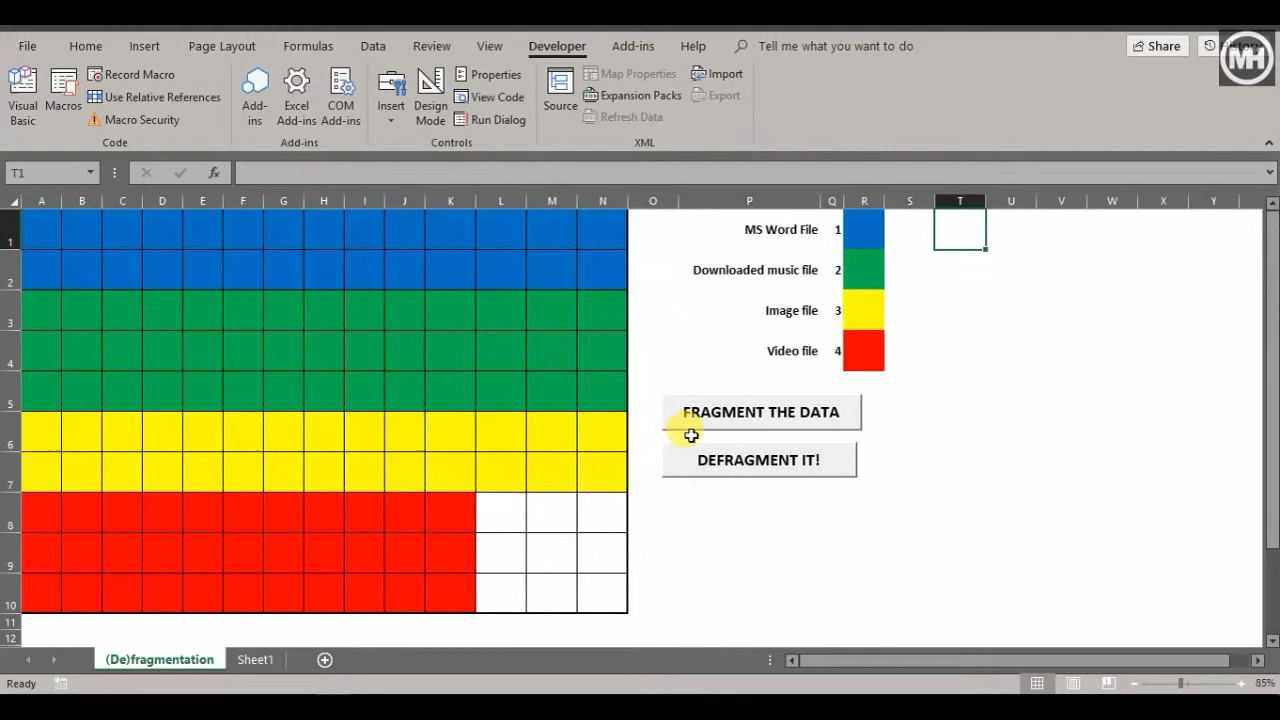 File Home Insert Page Layout Formulas Data Review View Developer Add-ins Help Tell me what you want to do Share
MH
Visual Basic
Macros
Record Macro
Use Relative References
Macro Security
Code
Add-ins
Excel Add-ins
COM Add-ins
Add-ins
Insert
Design Mode
Properties
View Code
Run Dialog
Controls
Source
Map Properties
Expansion Packs
Refresh Data
Import
Export
XML
T1 fx
A B C D E F G H I J K L M N O P Q R S T U V W X Y
1 MS Word File 1
2 Downloaded music file 2
3 Image file 3
4 Video file 4
5
FRAGMENT THE DATA
6
DEFRAGMENT IT!
7
8
9
10
11
12
(De)fragmentation Sheet1
Ready 85%